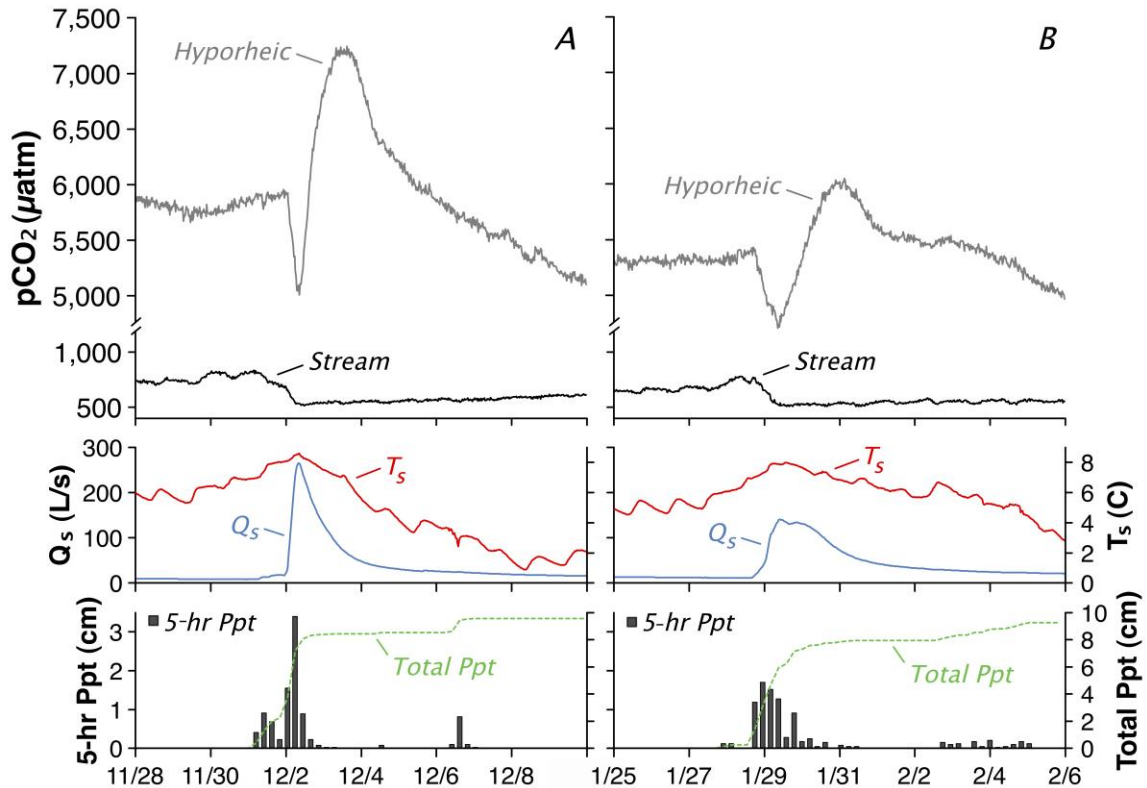 A
B
pCO2 (µatm)
7,500
7,000
6,500
6,000
5,500
5,000
1,000
500
Hyporheic
Hyporheic
Stream
Stream
Qs (L/s)
300
200
100
0
Ts
Qs
Ts
Qs
8
6
4
2
0
Ts (C)
5-hr Ppt (cm)
3
2
1
0
5-hr Ppt
Total Ppt
5-hr Ppt
Total Ppt
10
8
6
4
2
0
Total Ppt (cm)
11/28 11/30 12/2 12/4 12/6 12/8 1/25 1/27 1/29 1/31 2/2 2/4 2/6